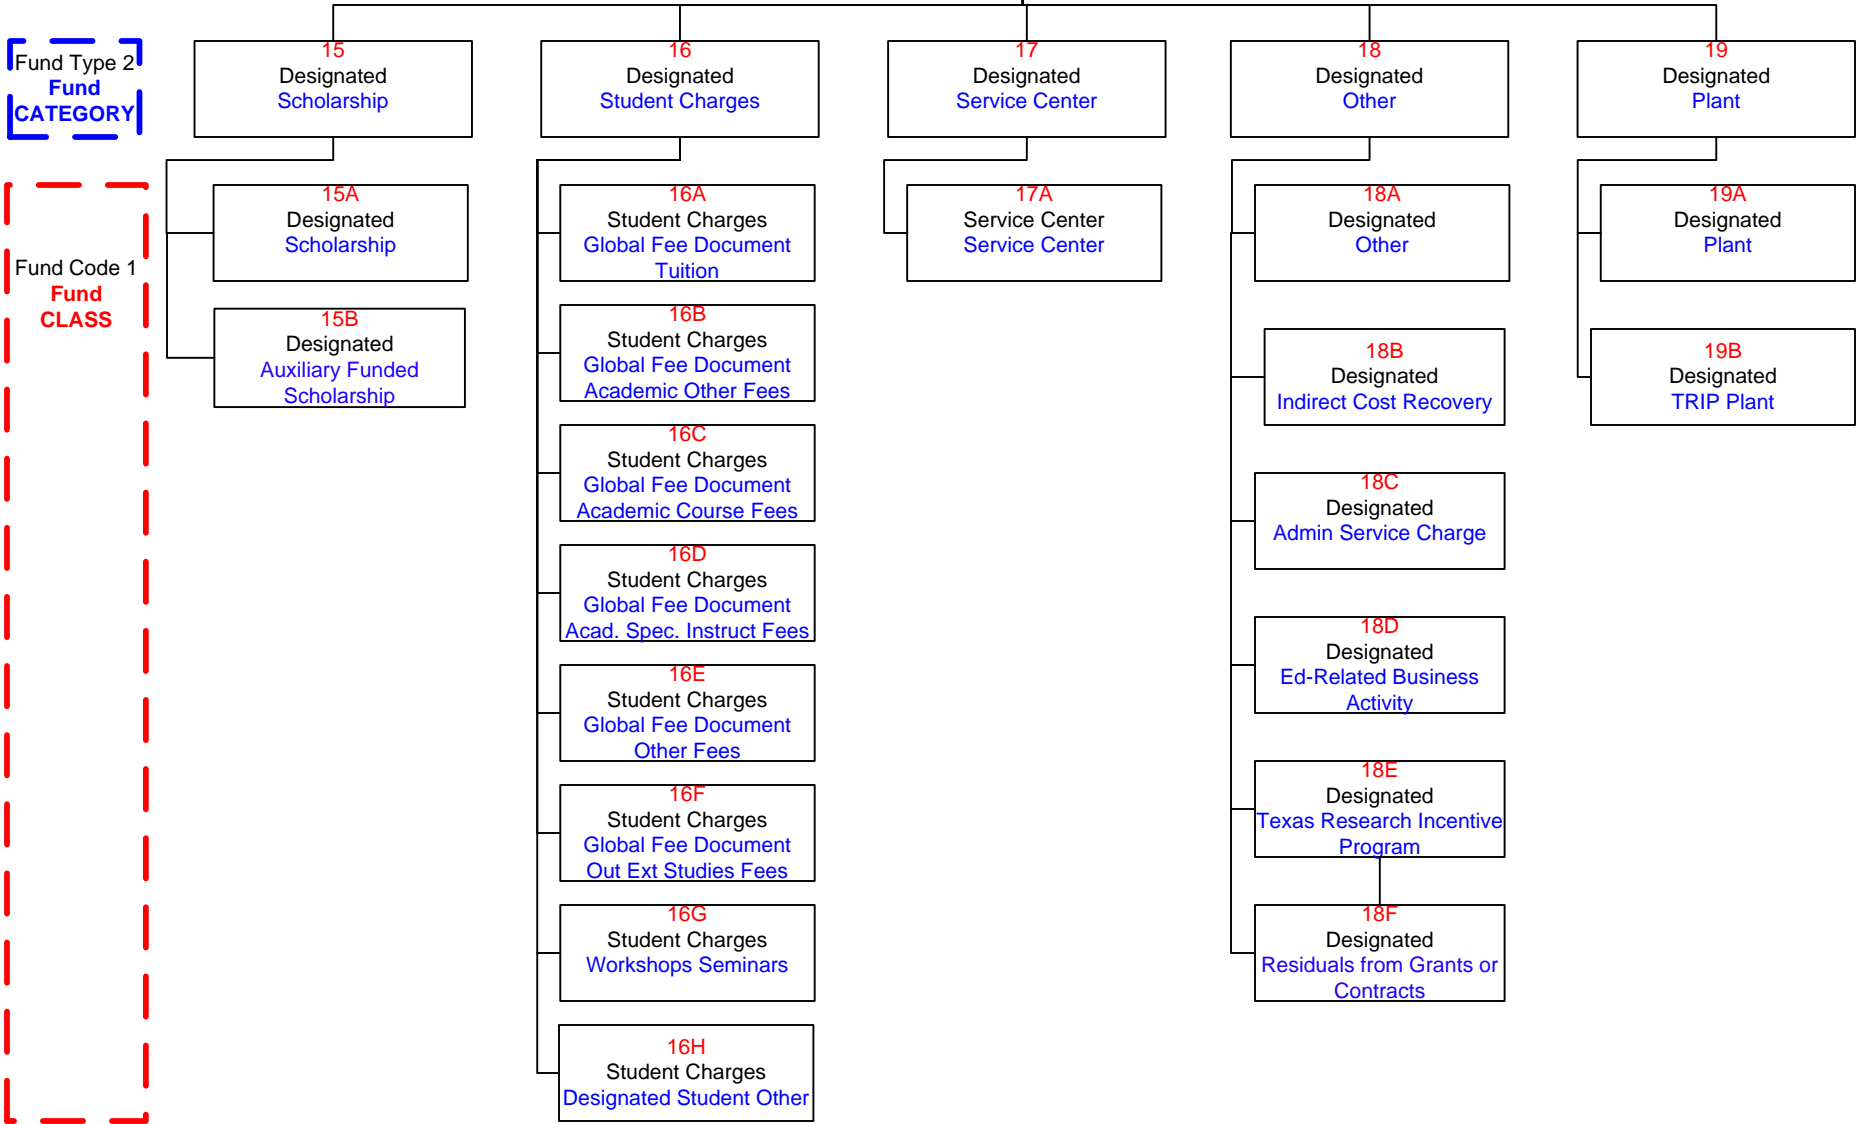 Fund Type 2
Fund
CATEGORY
15
Designated
Scholarship
16
Designated
Student Charges
17
Designated
Service Center
18
Designated
Other
19
Designated
Plant
Fund Code 1
Fund
CLASS
15A
Designated
Scholarship
15B
Designated
Auxiliary Funded
Scholarship
16A
Student Charges
Global Fee Document
Tuition
16B
Student Charges
Global Fee Document
Academic Other Fees
16C
Student Charges
Global Fee Document
Academic Course Fees
16D
Student Charges
Global Fee Document
Acad. Spec. Instruct Fees
16E
Student Charges
Global Fee Document
Other Fees
16F
Student Charges
Global Fee Document
Out Ext Studies Fees
16G
Student Charges
Workshops Seminars
16H
Student Charges
Designated Student Other
17A
Service Center
Service Center
18A
Designated
Other
18B
Designated
Indirect Cost Recovery
18C
Designated
Admin Service Charge
18D
Designated
Ed-Related Business
Activity
18E
Designated
Texas Research Incentive
Program
18F
Designated
Residuals from Grants or
Contracts
19A
Designated
Plant
19B
Designated
TRIP Plant